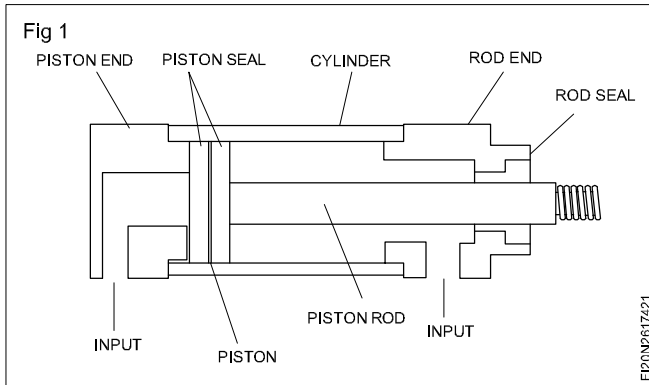 Fig 1
PISTON END
PISTON SEAL
CYLINDER
ROD END
ROD SEAL
PISTON ROD
INPUT
INPUT
PISTON
FI20N2617421